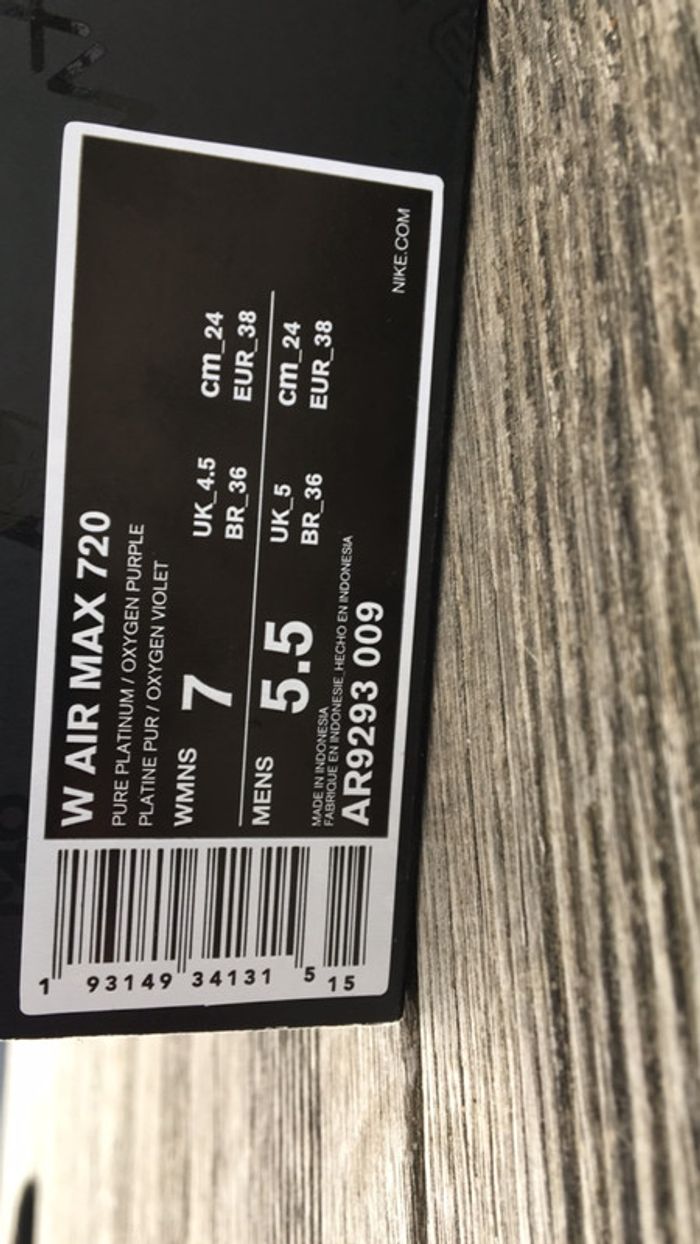 W AIR MAX 720
PURE PLATINUM / OXYGEN PURPLE
PLATINE PUR / OXYGEN VIOLET
WMNS 7 UK_4.5 cm_24
BR_36 EUR_38
MENS 5.5 UK_5 cm_24
BR_36 EUR_38
MADE IN INDONESIA
FABRIQUE EN INDONESIE_HECHO EN INDONESIA
AR9293 009
NIKE.COM
1 93149 34131 5 15